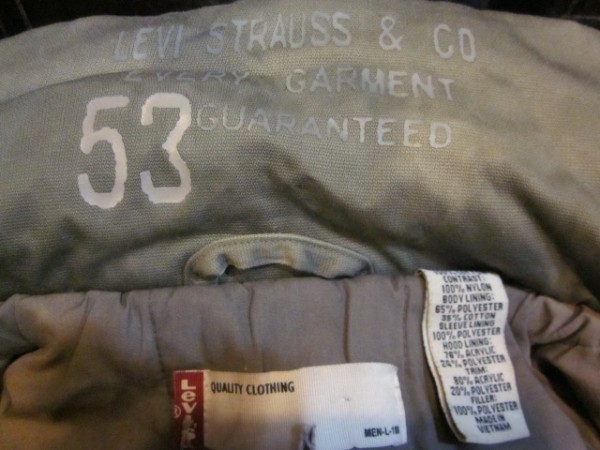 LEVI STRAUSS & CO
EVERY GARMENT
GUARANTEED
53
CONTRAST:
100% NYLON
BODY LINING:
65% POLYESTER
35% COTTON
SLEEVE LINING:
100% POLYESTER
HOOD LINING:
76% ACRYLIC
24% POLYESTER
TRIM:
80% ACRYLIC
20% POLYESTER
FILLER:
100% POLYESTER
MADE IN
VIETNAM
Levi's
®
QUALITY CLOTHING